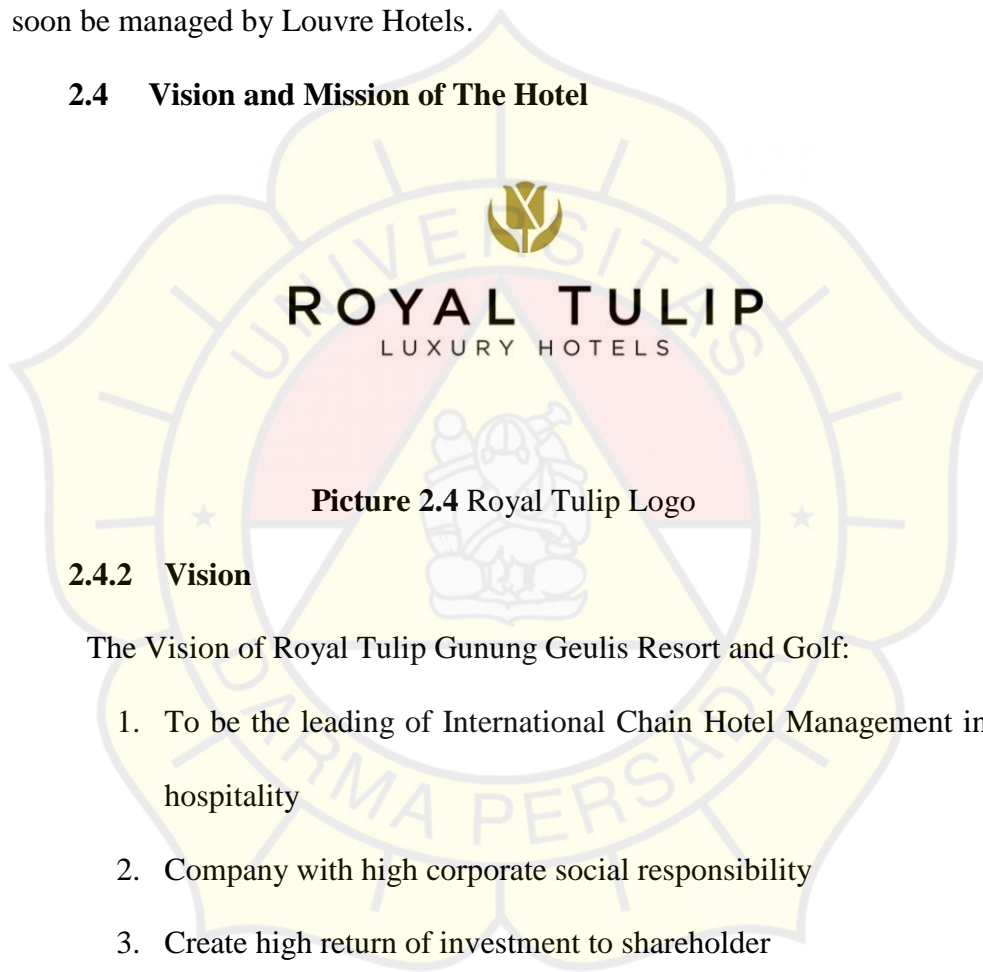 soon be managed by Louvre Hotels.
2.4 Vision and Mission of The Hotel
ROYAL TULIP
LUXURY HOTELS
Picture 2.4 Royal Tulip Logo
2.4.2 Vision
The Vision of Royal Tulip Gunung Geulis Resort and Golf:
1. To be the leading of International Chain Hotel Management in
hospitality
2. Company with high corporate social responsibility
3. Create high return of investment to shareholder
UNIVERSITAS
DARMA PERSADA